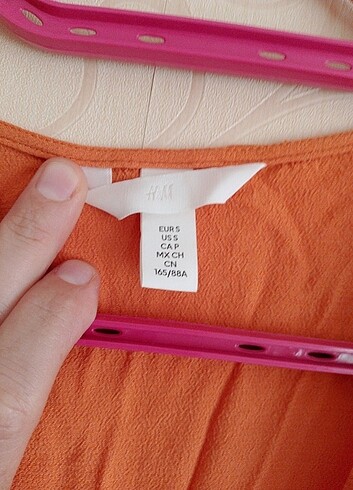 H&M
EUR S
US S
CA P
MX CH
CN
165/88A